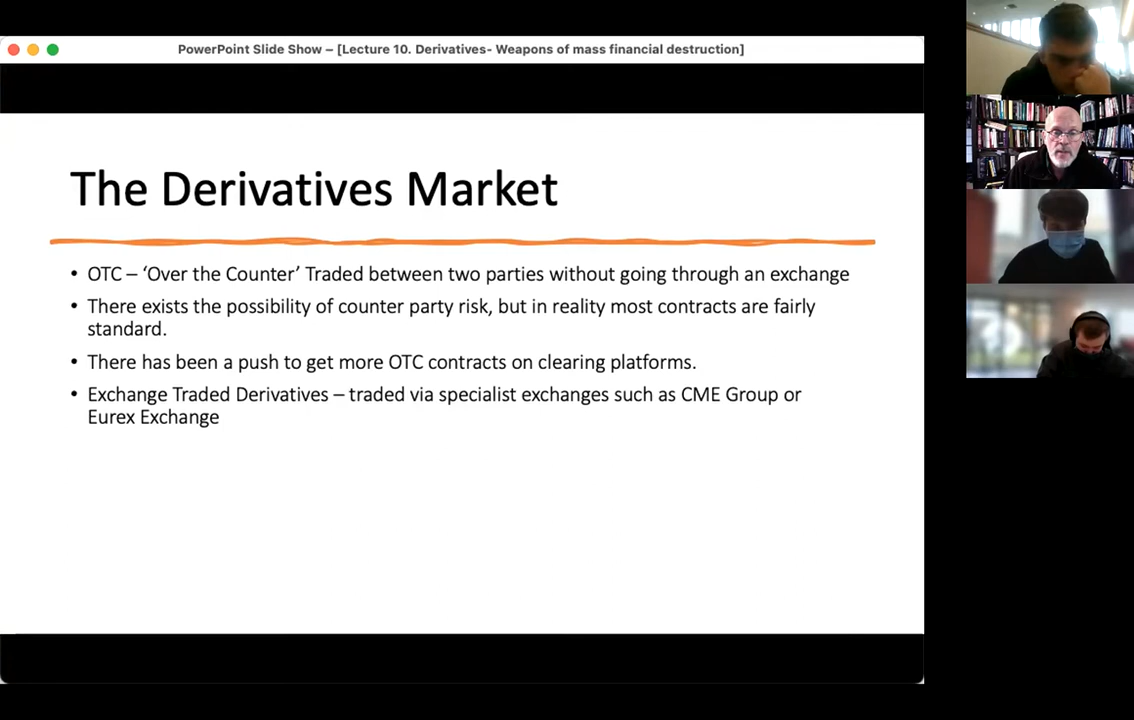 PowerPoint Slide Show – [Lecture 10. Derivatives- Weapons of mass financial destruction]
The Derivatives Market
• OTC – ‘Over the Counter’ Traded between two parties without going through an exchange
• There exists the possibility of counter party risk, but in reality most contracts are fairly
standard.
• There has been a push to get more OTC contracts on clearing platforms.
• Exchange Traded Derivatives – traded via specialist exchanges such as CME Group or
Eurex Exchange